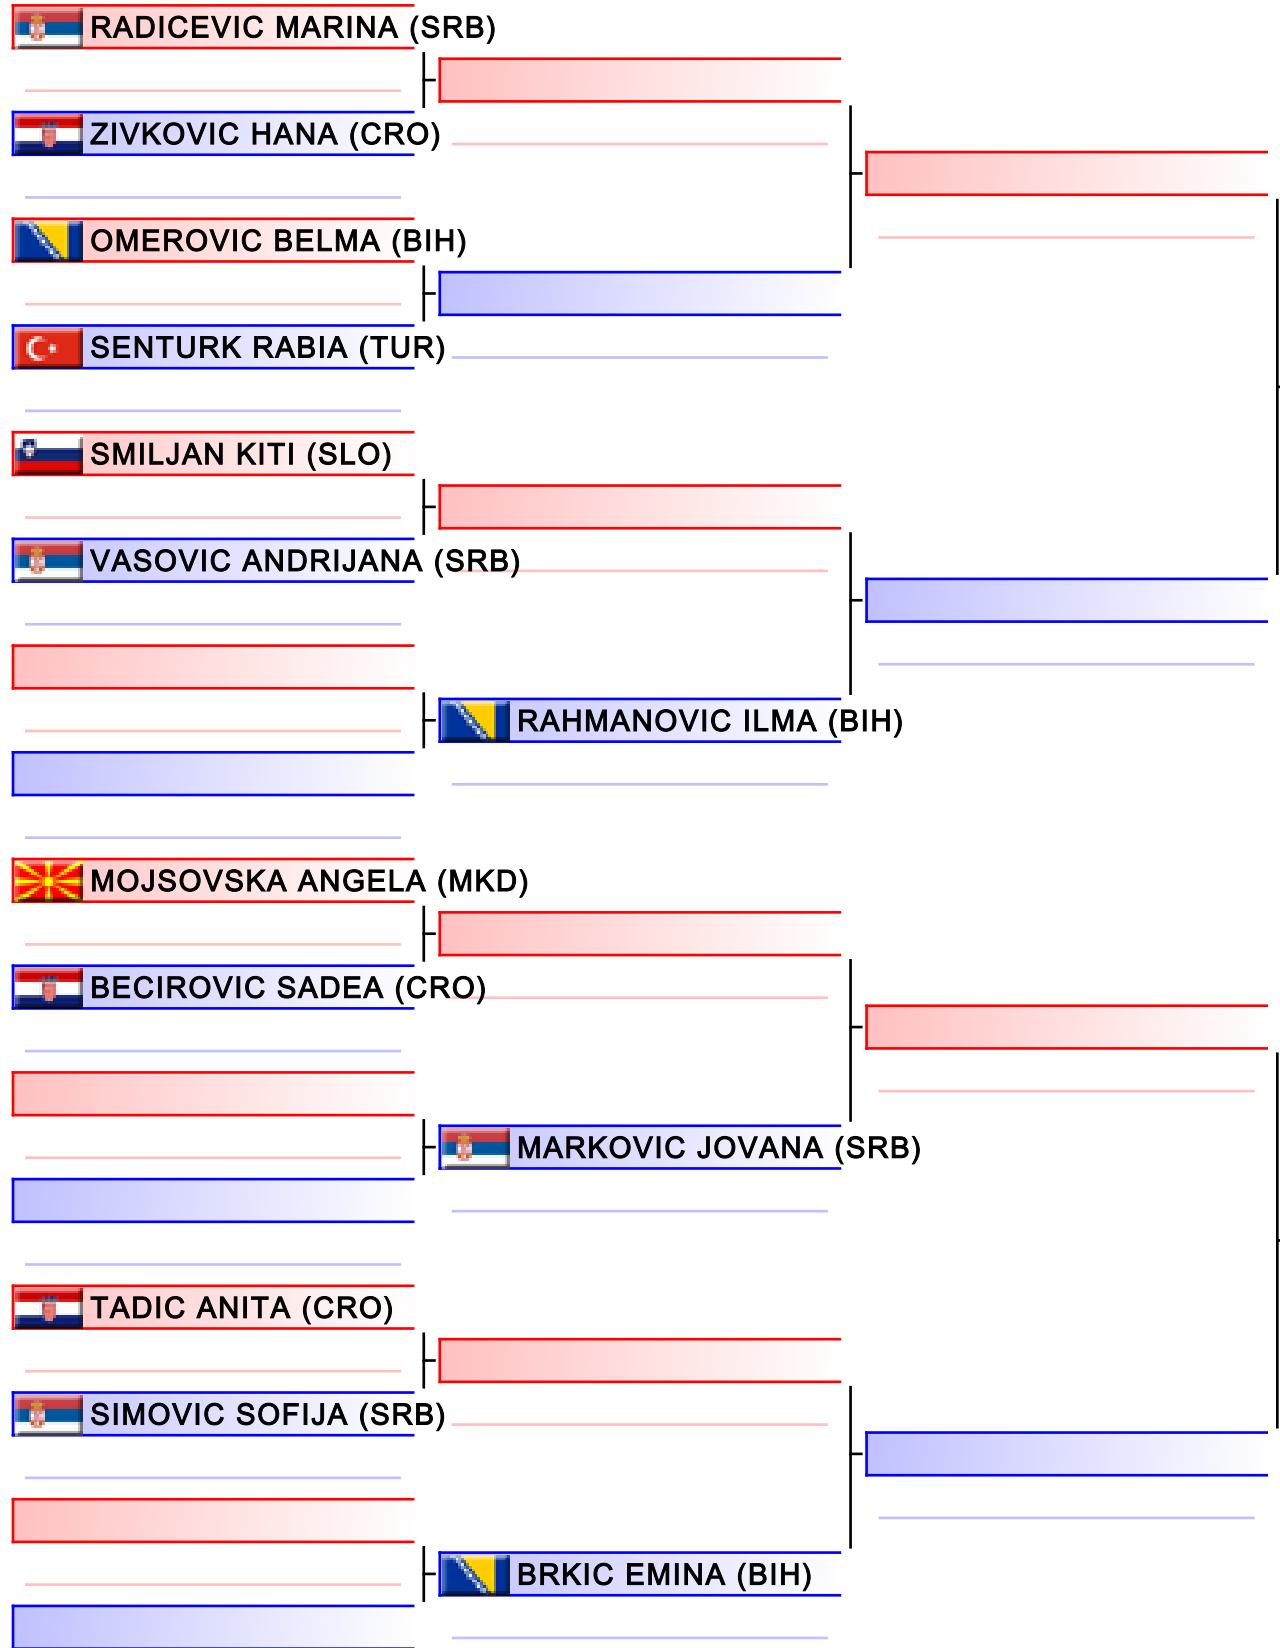 RADICEVIC MARINA (SRB)
ZIVKOVIC HANA (CRO)
OMEROVIC BELMA (BIH)
SENTURK RABIA (TUR)
SMILJAN KITI (SLO)
VASOVIC ANDRIJANA (SRB)
RAHMANOVIC ILMA (BIH)
MOJSOVSKA ANGELA (MKD)
BECIROVIC SADEA (CRO)
MARKOVIC JOVANA (SRB)
TADIC ANITA (CRO)
SIMOVIC SOFIJA (SRB)
BRKIC EMINA (BIH)